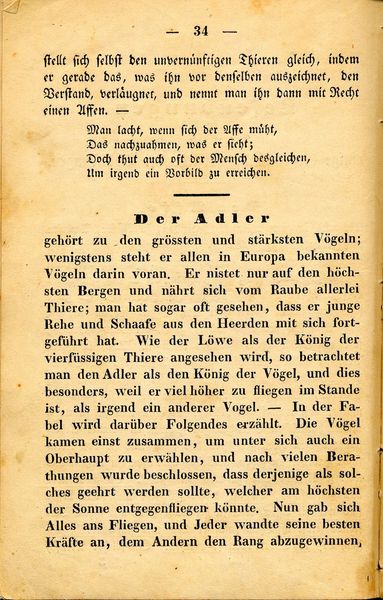 — 34 —
stellt sich selbst den unvernünftigen Thieren gleich, indem
er gerade das, was ihn vor denselben auszeichnet, den
Verstand, verläugnet, und nennt man ihn dann mit Recht
einen Affen. —
Man lacht, wenn sich der Affe müht,
Das nachzuahmen, was er sieht;
Doch thut auch oft der Mensch desgleichen,
Um irgend ein Vorbild zu erreichen.
Der Adler
gehört zu den grössten und stärksten Vögeln;
wenigstens steht er allen in Europa bekannten
Vögeln darin voran. Er nistet nur auf den höch-
sten Bergen und nährt sich vom Raube allerlei
Thiere; man hat sogar oft gesehen, dass er junge
Rehe und Schaafe aus den Heerden mit sich fort-
geführt hat. Wie der Löwe als der König der
vierfüssigen Thiere angesehen wird, so betrachtet
man den Adler als den König der Vögel, und dies
besonders, weil er viel höher zu fliegen im Stande
ist, als irgend ein anderer Vogel. — In der Fa-
bel wird darüber Folgendes erzählt. Die Vögel
kamen einst zusammen, um unter sich auch ein
Oberhaupt zu erwählen, und nach vielen Bera-
thungen wurde beschlossen, dass derjenige als sol-
ches geehrt werden sollte, welcher am höchsten
der Sonne entgegenfliegen könnte. Nun gab sich
Alles ans Fliegen, und Jeder wandte seine besten
Kräfte an, dem Andern den Rang abzugewinnen,